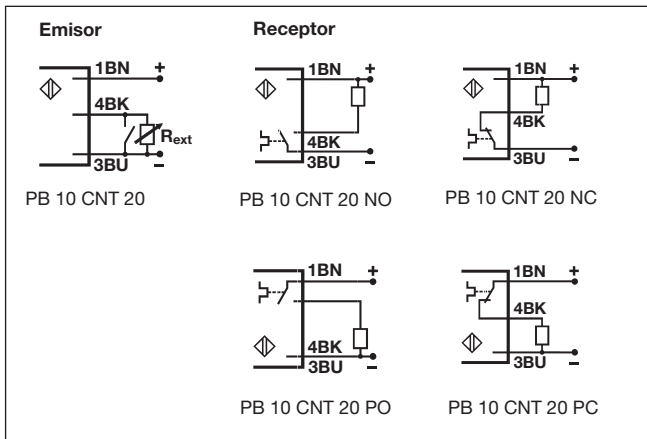 Emisor
Receptor
1BN +
4BK
Rext
3BU –
PB 10 CNT 20
1BN +
4BK
3BU –
PB 10 CNT 20 NO
1BN +
4BK
3BU –
PB 10 CNT 20 NC
1BN +
4BK
3BU –
PB 10 CNT 20 PO
1BN +
4BK
3BU –
PB 10 CNT 20 PC